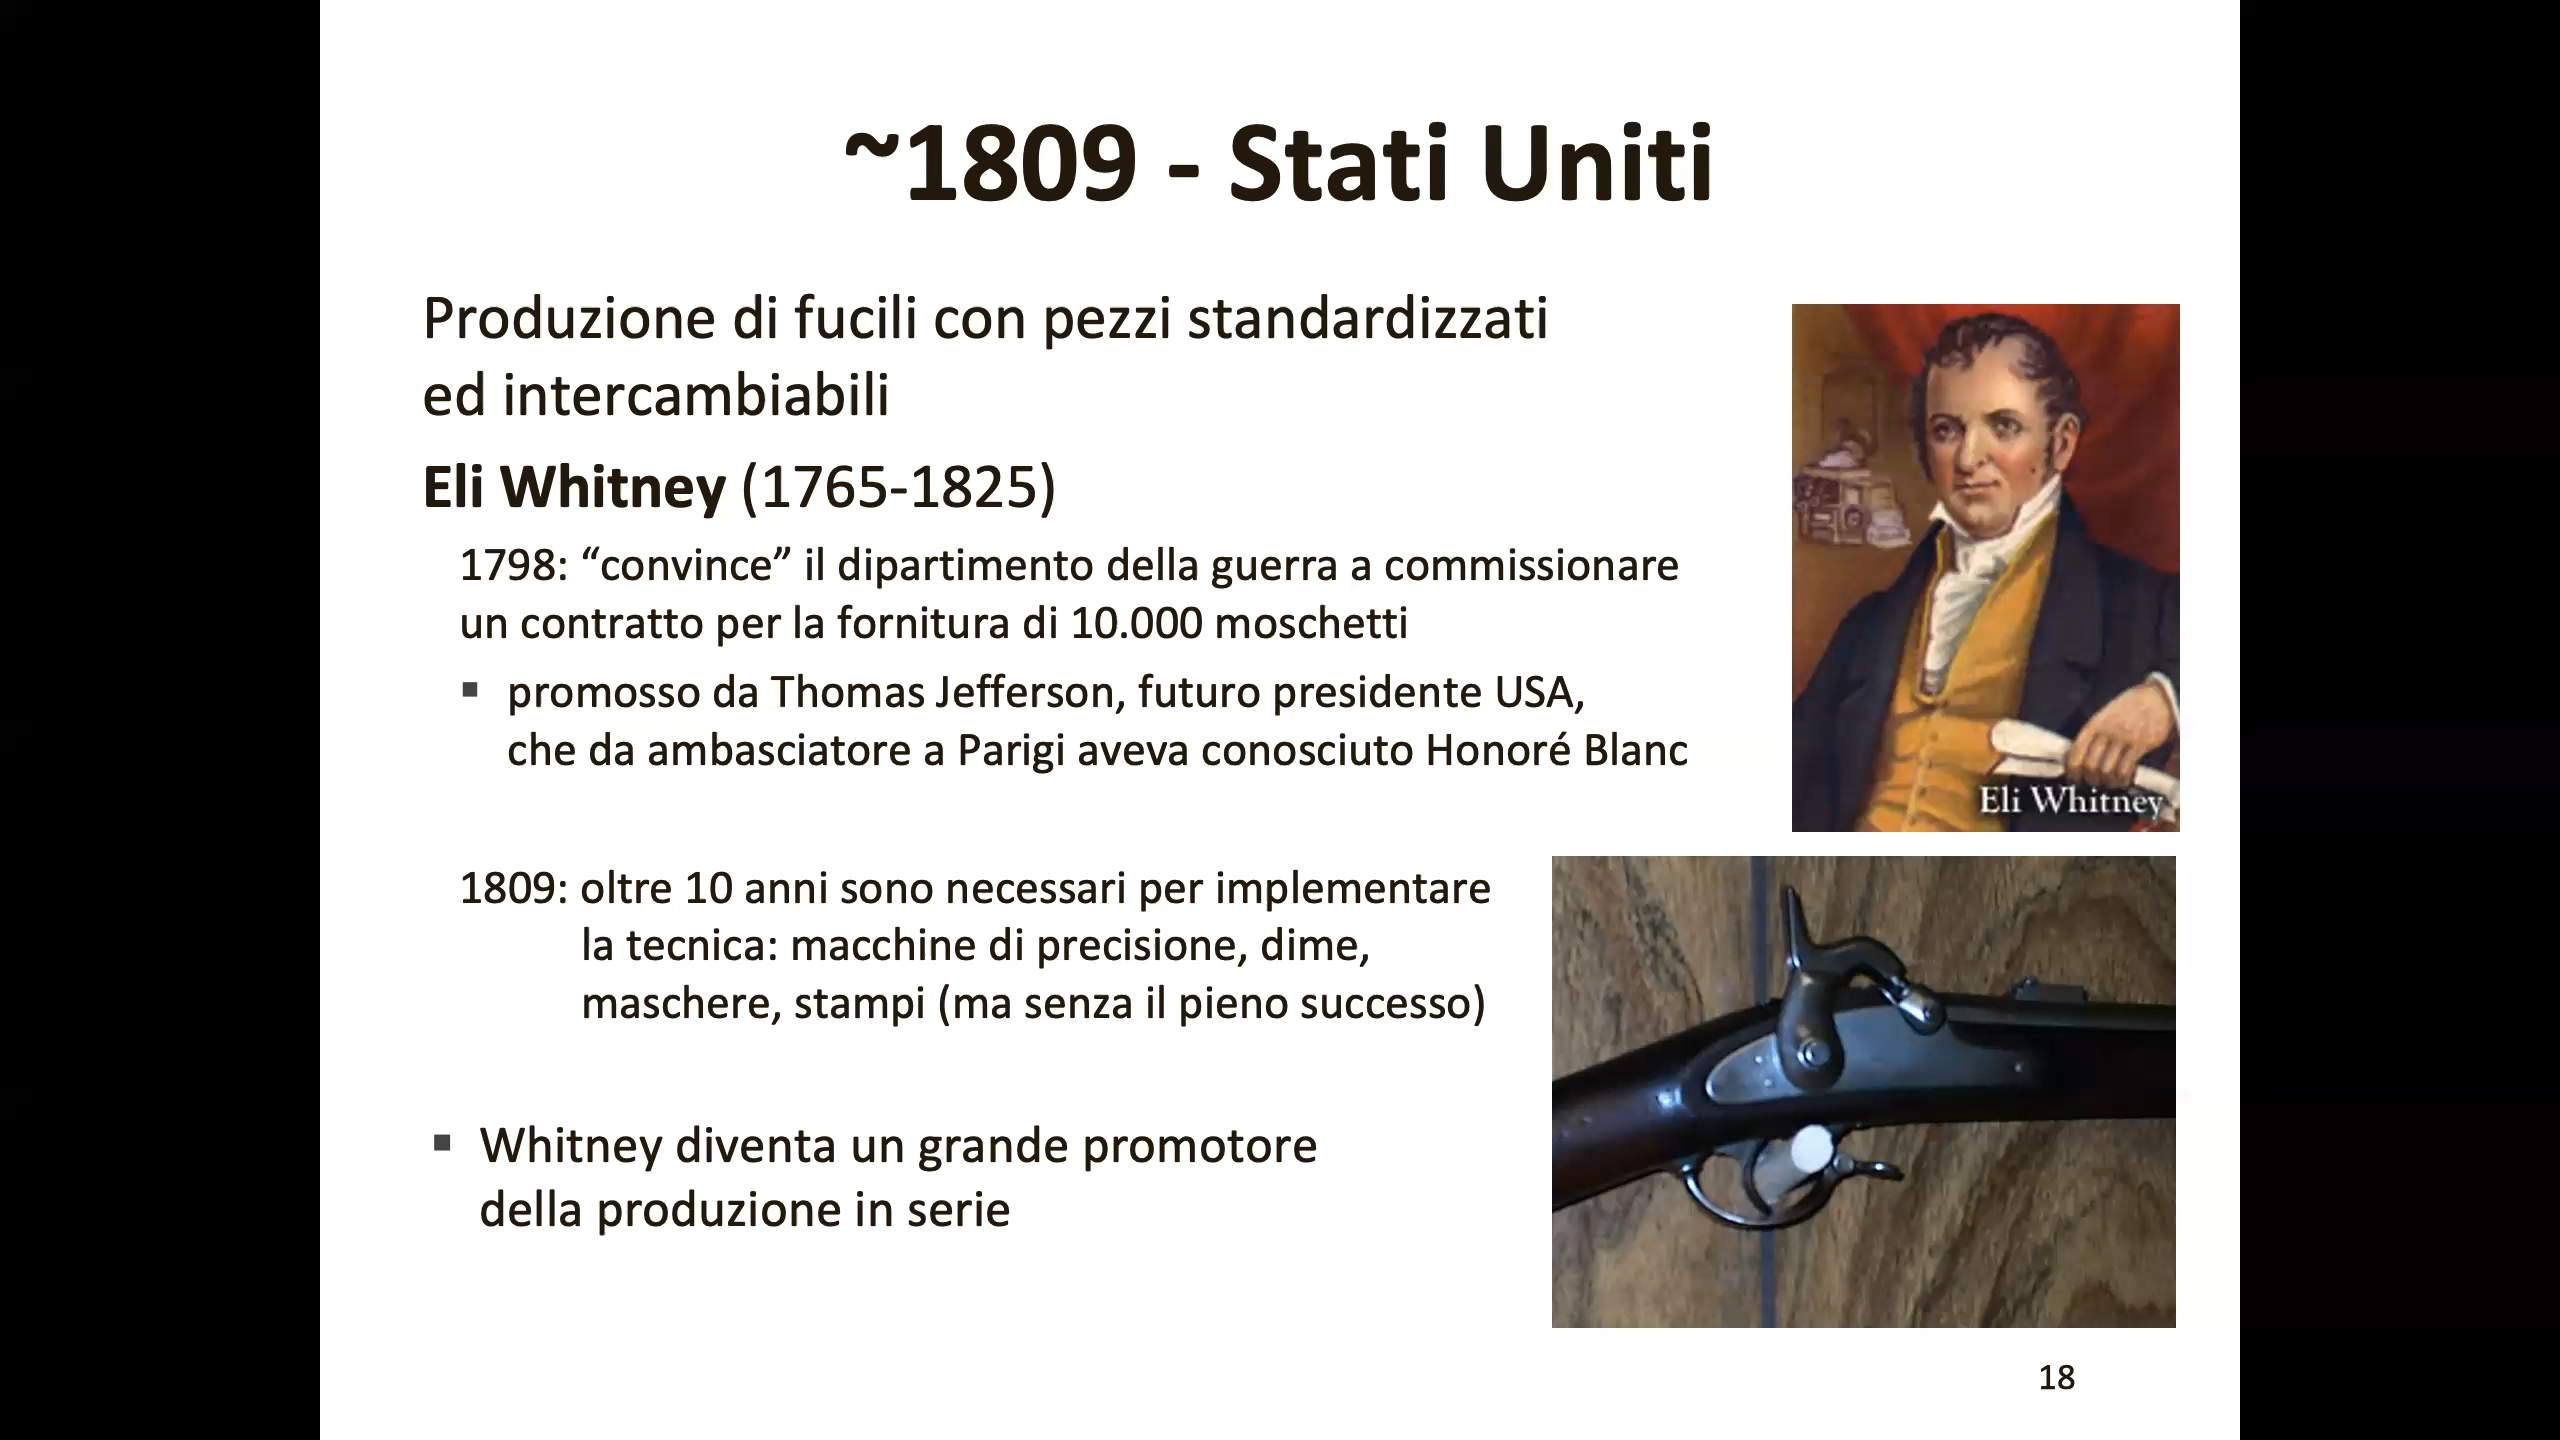 ~1809 - Stati Uniti
Produzione di fucili con pezzi standardizzati
ed intercambiabili
Eli Whitney (1765-1825)
1798: “convince” il dipartimento della guerra a commissionare
un contratto per la fornitura di 10.000 moschetti
▪ promosso da Thomas Jefferson, futuro presidente USA,
che da ambasciatore a Parigi aveva conosciuto Honoré Blanc
Eli Whitney
1809: oltre 10 anni sono necessari per implementare
la tecnica: macchine di precisione, dime,
maschere, stampi (ma senza il pieno successo)
▪ Whitney diventa un grande promotore
della produzione in serie
18